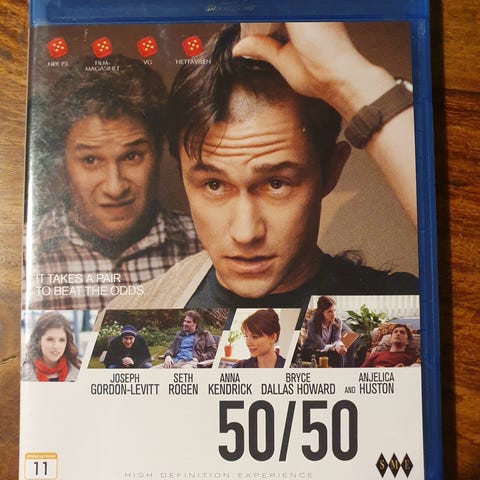 NRK P3
FILM-
MAGASINET
VG
NETTAVISEN
IT TAKES A PAIR
TO BEAT THE ODDS...
JOSEPH
GORDON-LEVITT
SETH
ROGEN
ANNA
KENDRICK
BRYCE
DALLAS HOWARD
AND
ANJELICA
HUSTON
50/50
11
HIGH DEFINITION EXPERIENCE
SME